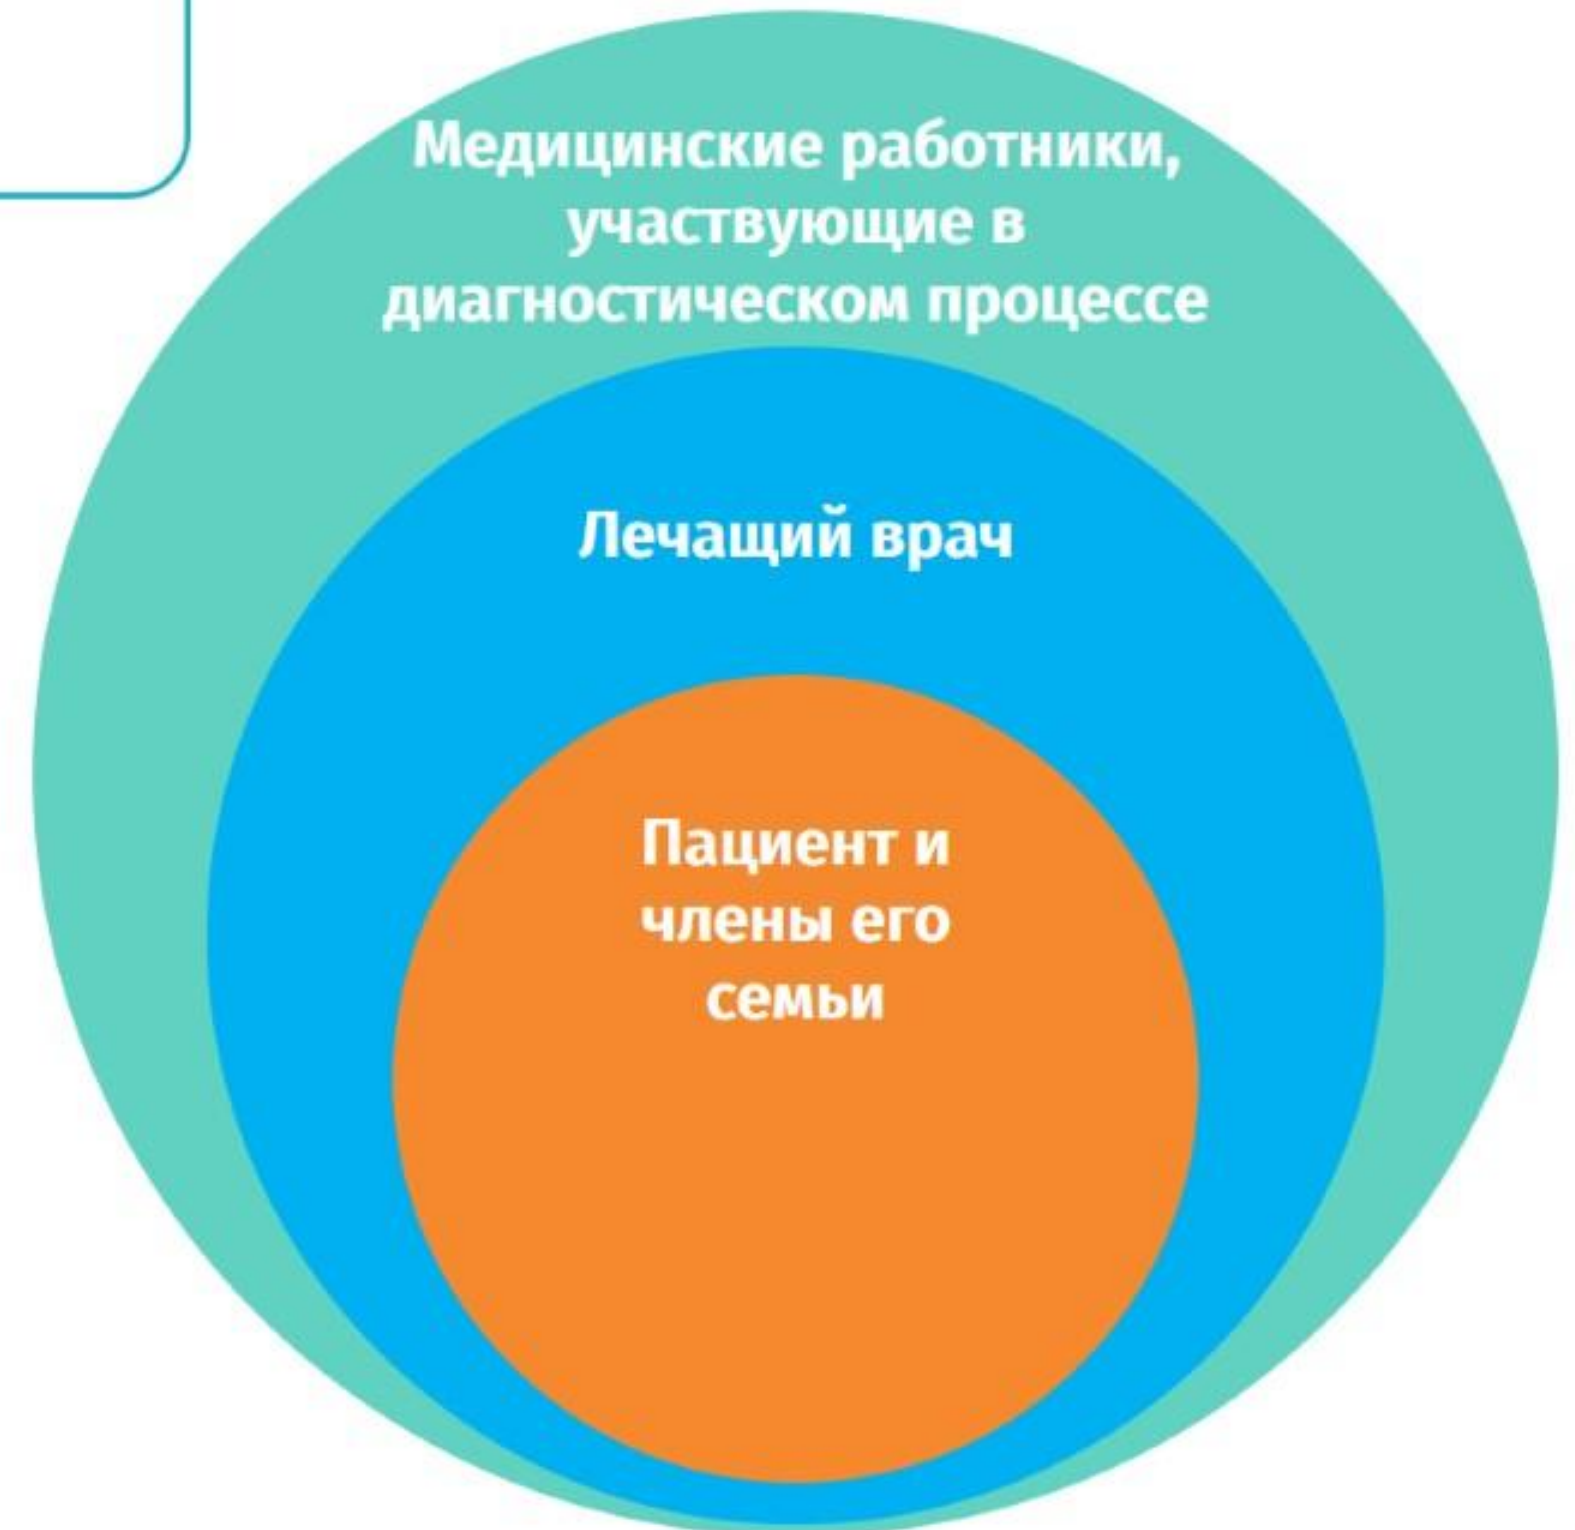 Медицинские работники,
участвующие в
диагностическом процессе
Лечащий врач
Пациент и
члены его
семьи